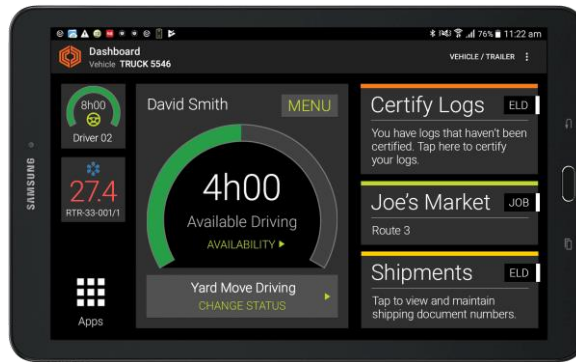 SAMSUNG
76% 11:22 am
Dashboard
Vehicle TRUCK 5546
VEHICLE / TRAILER
8h00
Driver 02
27.4
RTR-33-001/1
Apps
David Smith
MENU
4h00
Available Driving
AVAILABILITY
Yard Move Driving
CHANGE STATUS
Certify Logs ELD
You have logs that haven't been
certified. Tap here to certify
your logs.
Joe's Market JOB
Route 3
Shipments ELD
Tap to view and maintain
shipping document numbers.